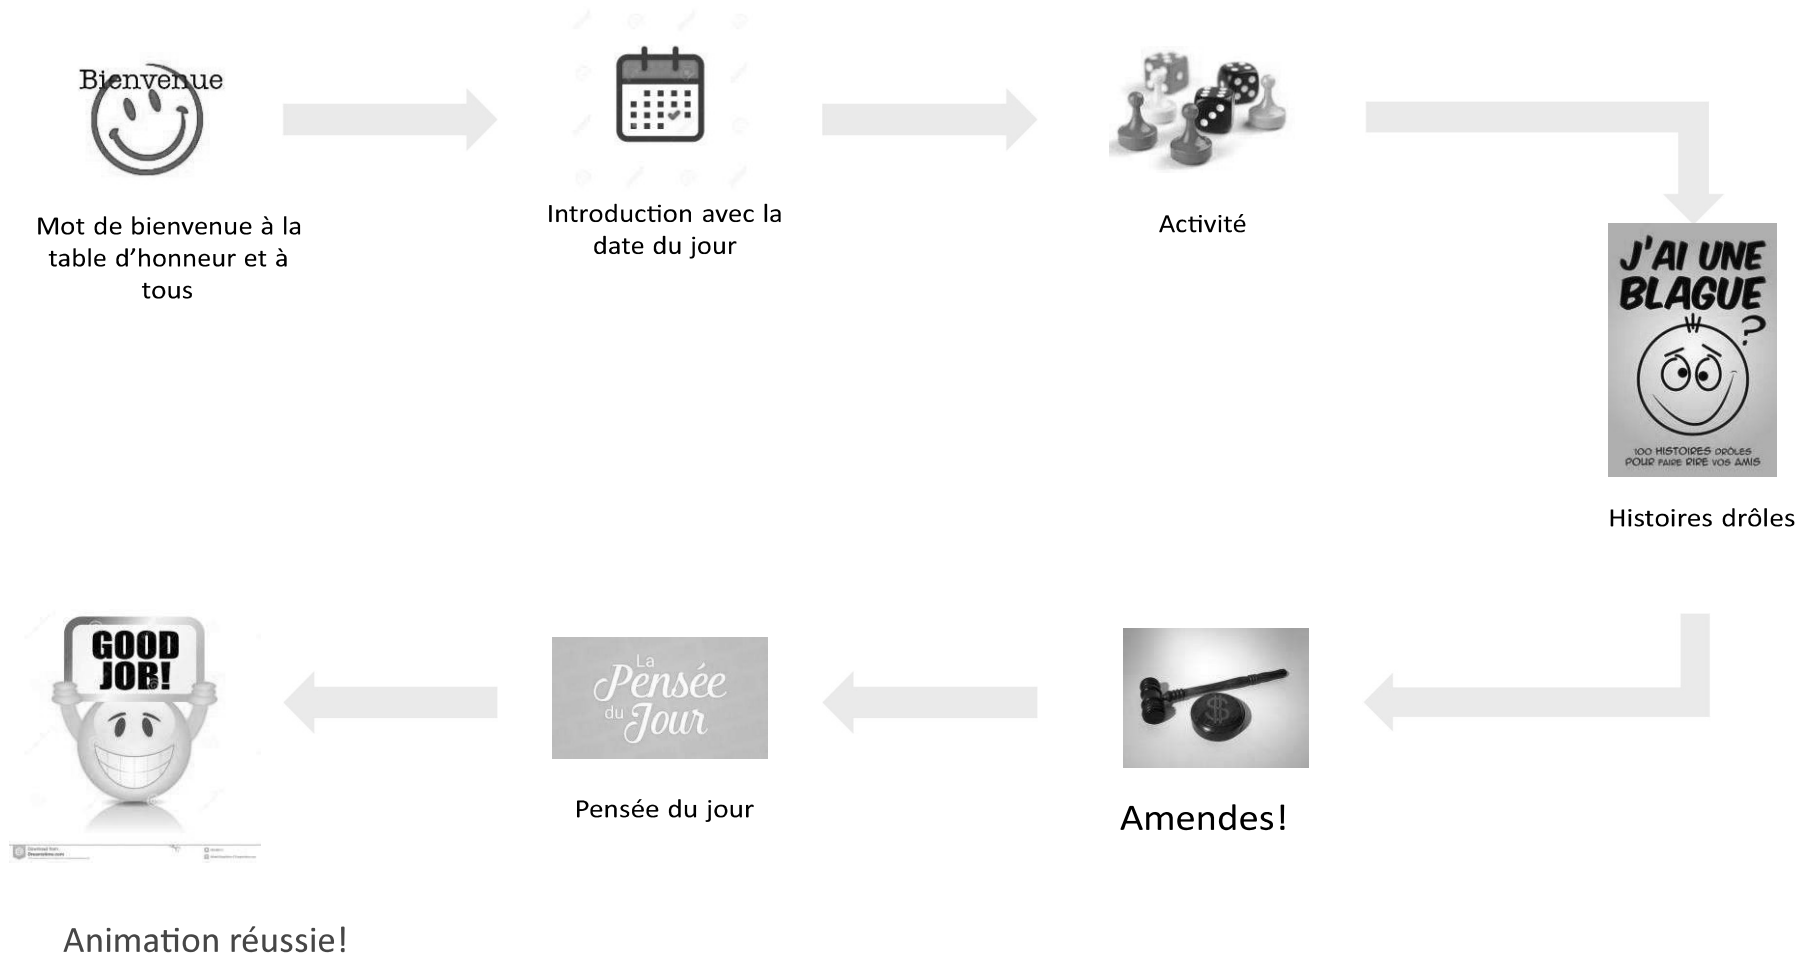 Bienvenue
Mot de bienvenue à la
table d’honneur et à
tous
Introduction avec la
date du jour
Activité
J'AI UNE
BLAGUE
?
100 HISTOIRES DRÔLES
POUR FAIRE RIRE VOS AMIS
Histoires drôles
Amendes!
La
Pensée
du Jour
Pensée du jour
GOOD
JOB!
Animation réussie!